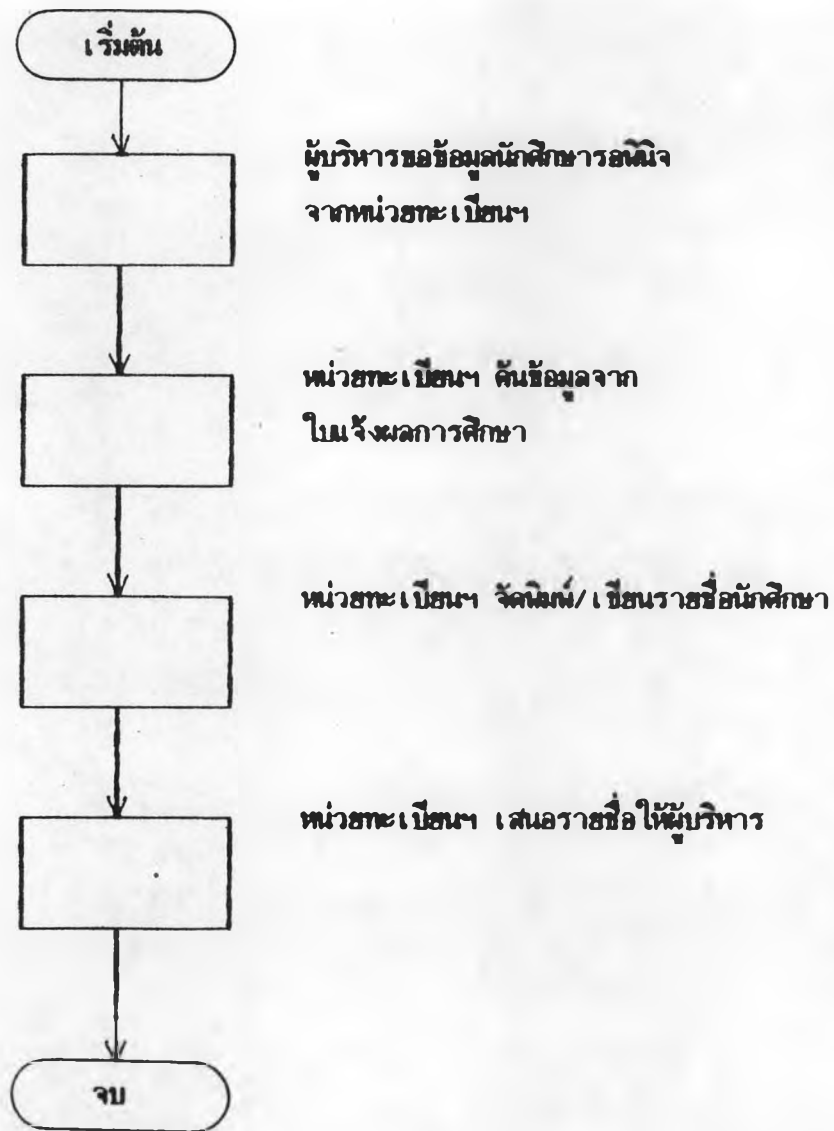 เริ่มต้น
ผู้บริหารขอข้อมูลนักศึกษารอพินิจ
จากหน่วยทะเบียนฯ
หน่วยทะเบียนฯ ค้นข้อมูลจาก
ใบแจ้งผลการศึกษา
หน่วยทะเบียนฯ จัดพิมพ์/เขียนรายชื่อนักศึกษา
หน่วยทะเบียนฯ เสนอรายชื่อให้ผู้บริหาร
จบ